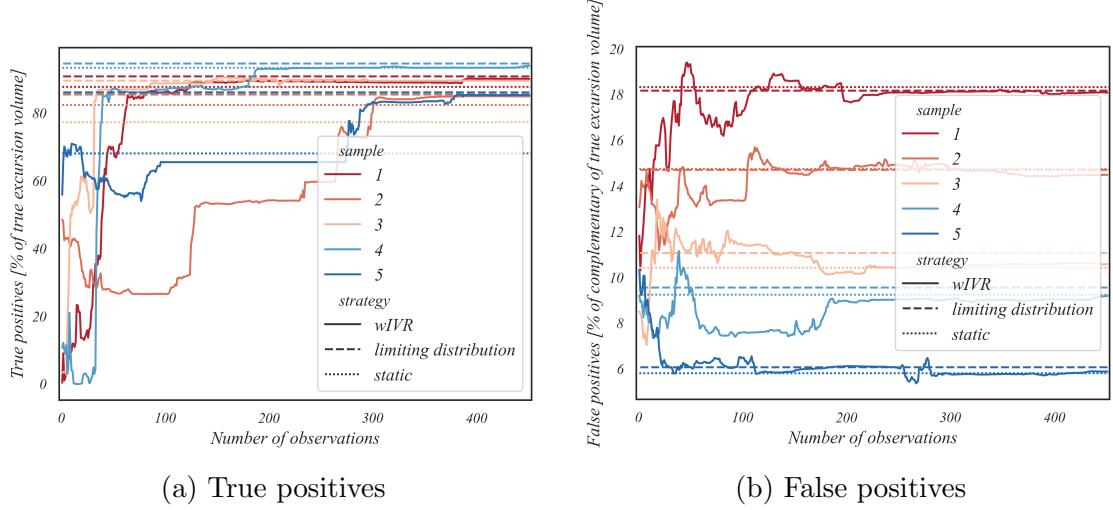 True positives [% of true excursion volume]
80
60
40
20
0
0 100 200 300 400
Number of observations
sample
1
2
3
4
5
strategy
wIVR
limiting distribution
static
(a) True positives
False positives [% of complementary of true excursion volume]
20
18
16
14
12
10
8
6
0 100 200 300 400
Number of observations
sample
1
2
3
4
5
strategy
wIVR
limiting distribution
static
(b) False positives